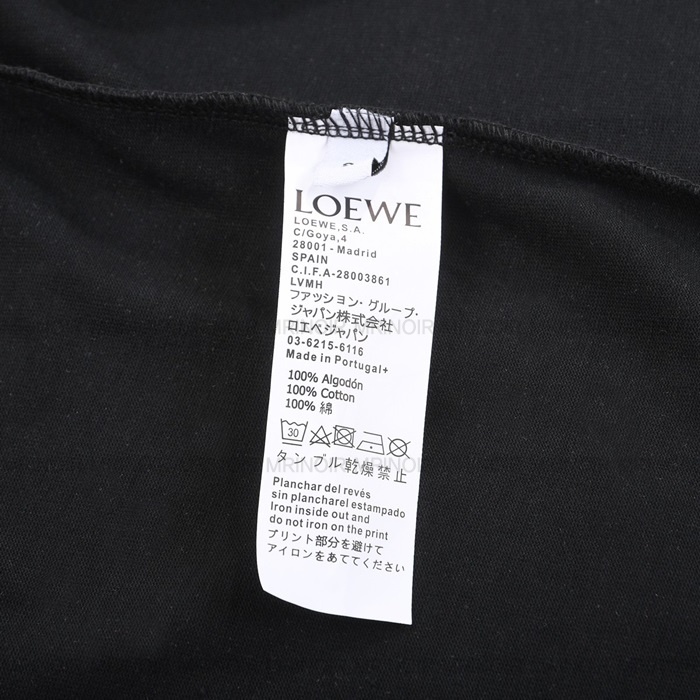 LOEWE
LOEWE,S.A.
C/Goya,4
28001 - Madrid
SPAIN
C.I.F.A-28003861
LVMH
ファッション・グループ・
ジャパン株式会社
ロエベジャパン
03-6215-6116
Made in Portugal+
100% Algodón
100% Cotton
100% 綿
30
タンブル乾燥禁止
Planchar del revés
sin plancharel estampado
Iron inside out and
do not iron on the print
プリント部分を避けて
アイロンをあててください